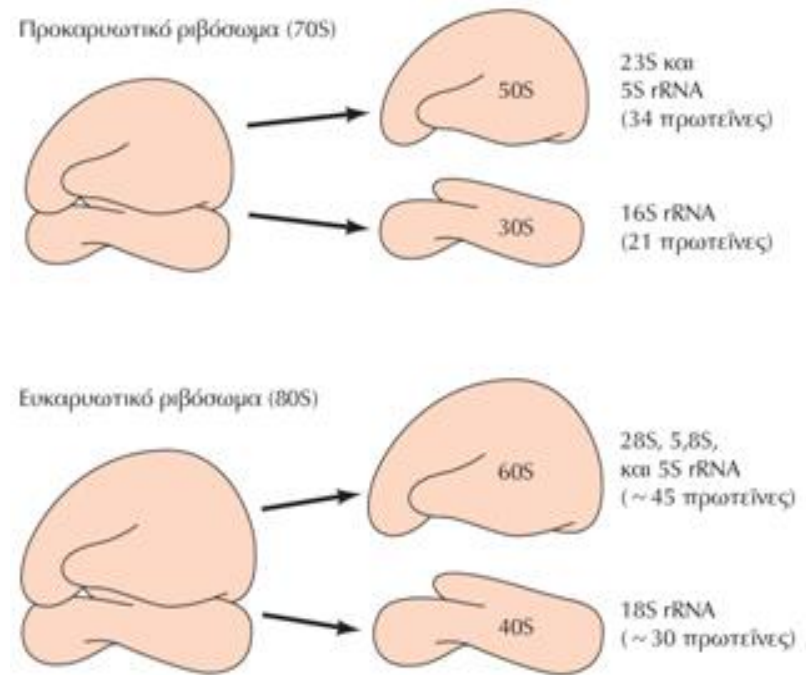 Προκαρυωτικό ριβόσωμα (70S)
50S
23S και
5S rRNA
(34 πρωτεΐνες)
30S
16S rRNA
(21 πρωτεΐνες)
Ευκαρυωτικό ριβόσωμα (80S)
60S
28S, 5,8S,
και 5S rRNA
(~45 πρωτεΐνες)
40S
18S rRNA
(~30 πρωτεΐνες)